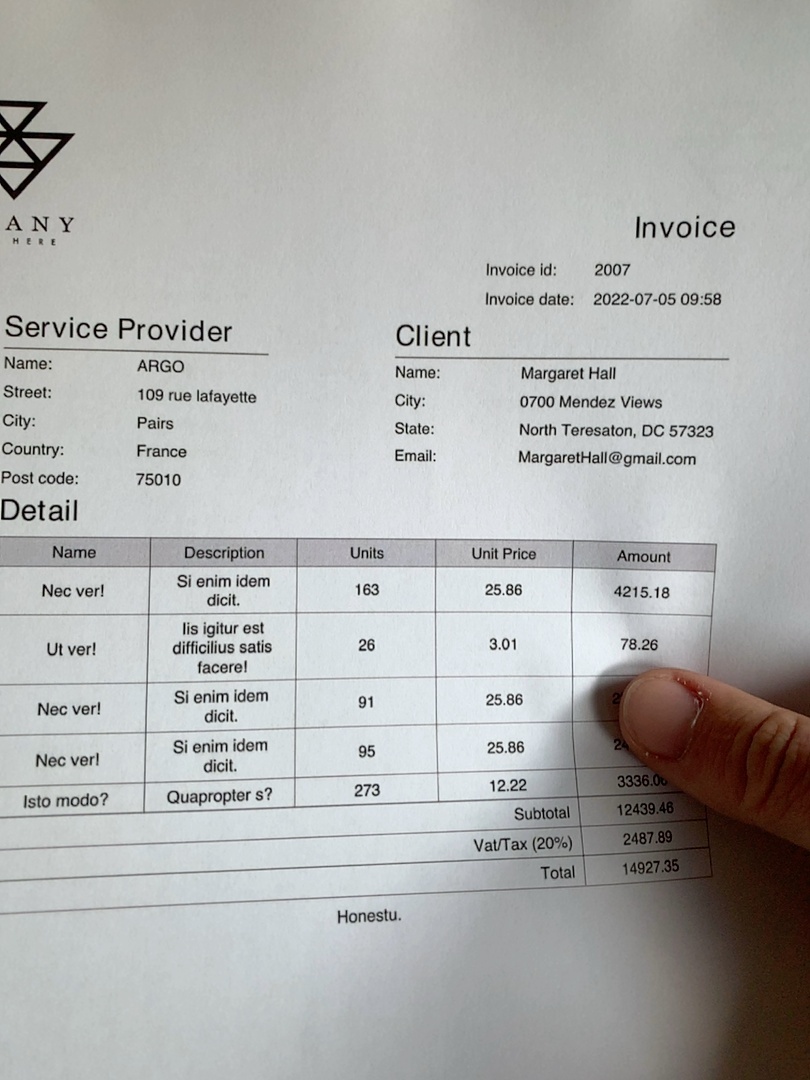 ANY
HERE
Invoice
Invoice id: 2007
Invoice date: 2022-07-05 09:58
Service Provider
Name: ARGO
Street: 109 rue lafayette
City: Pairs
Country: France
Post code: 75010
Client
Name: Margaret Hall
City: 0700 Mendez Views
State: North Teresaton, DC 57323
Email: MargaretHall@gmail.com
Detail
Name Description Units Unit Price Amount
Nec ver! Si enim idem dicit. 163 25.86 4215.18
Ut ver! Iis igitur est difficilius satis facere! 26 3.01 78.26
Nec ver! Si enim idem dicit. 91 25.86
Nec ver! Si enim idem dicit. 95 25.86
Isto modo? Quapropter s? 273 12.22 3336.06
Subtotal 12439.46
Vat/Tax (20%) 2487.89
Total 14927.35
Honestu.